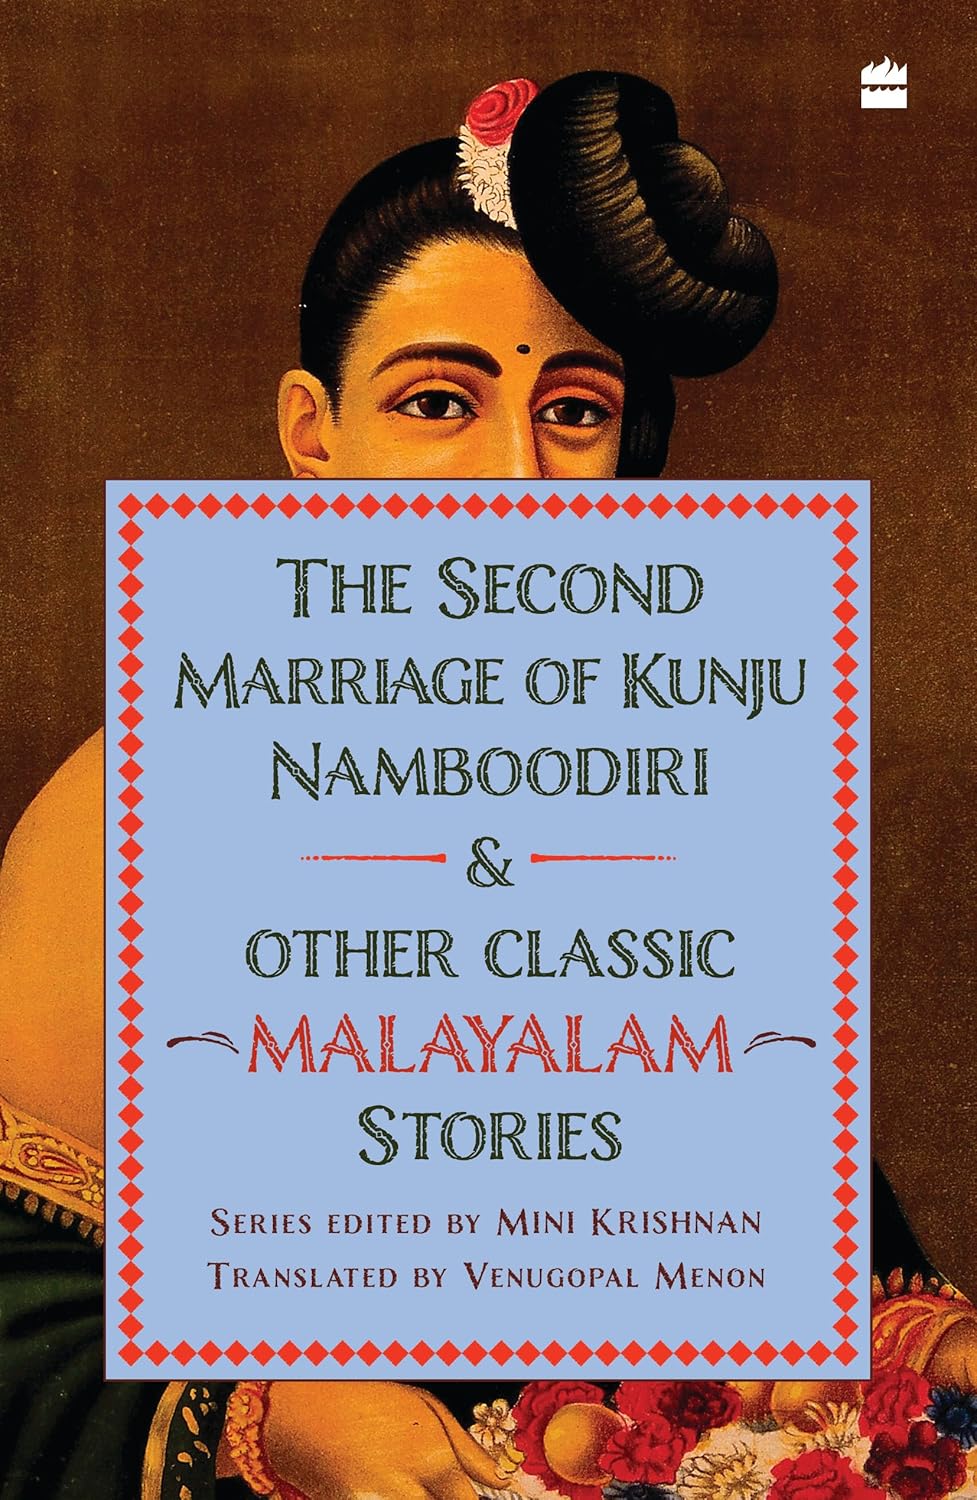 THE SECOND
MARRIAGE OF KUNJU
NAMBOODIRI
&
OTHER CLASSIC
MALAYALAM
STORIES
SERIES EDITED BY MINI KRISHNAN
TRANSLATED BY VENUGOPAL MENON